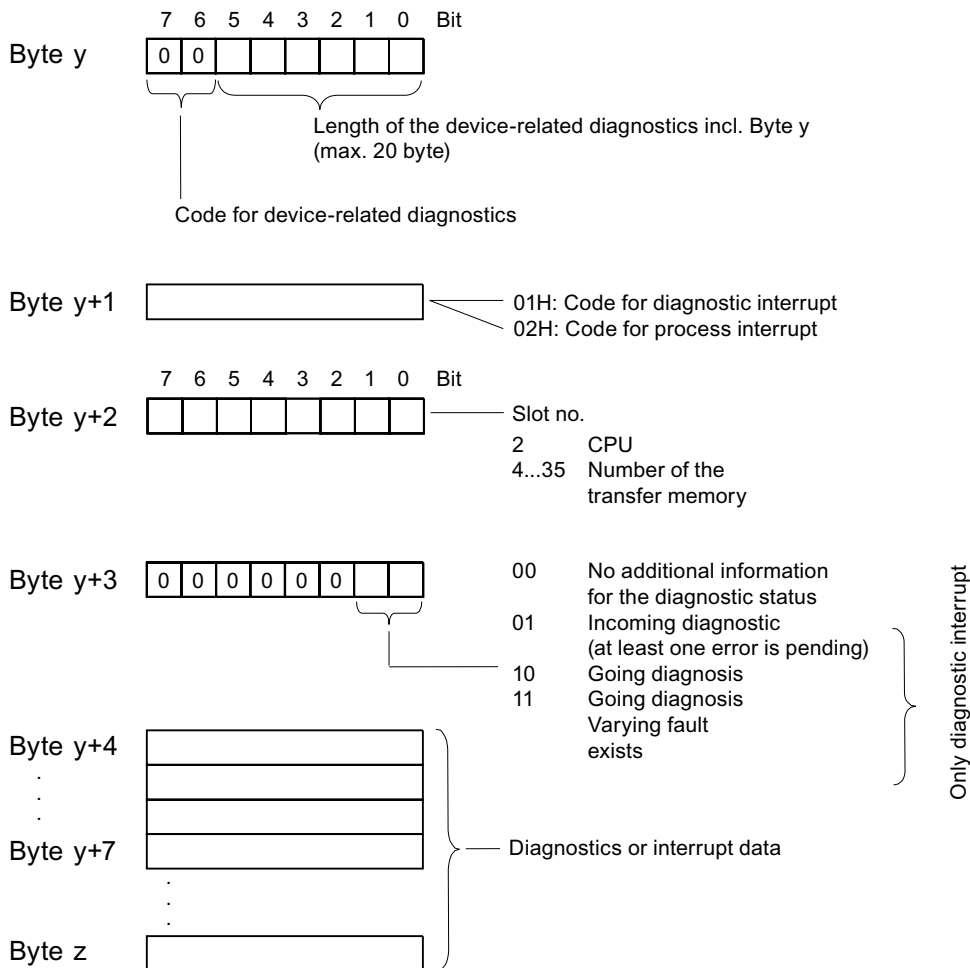 7 6 5 4 3 2 1 0 Bit
Byte y
0 0
Length of the device-related diagnostics incl. Byte y
(max. 20 byte)
Code for device-related diagnostics
Byte y+1
01H: Code for diagnostic interrupt
02H: Code for process interrupt
7 6 5 4 3 2 1 0 Bit
Byte y+2
Slot no.
2 CPU
4...35 Number of the
transfer memory
Byte y+3
0 0 0 0 0 0
00 No additional information
for the diagnostic status
01 Incoming diagnostic
(at least one error is pending)
10 Going diagnosis
11 Going diagnosis
Varying fault
exists
Only diagnostic interrupt
Byte y+4
.
.
.
Byte y+7
Diagnostics or interrupt data
.
.
.
Byte z